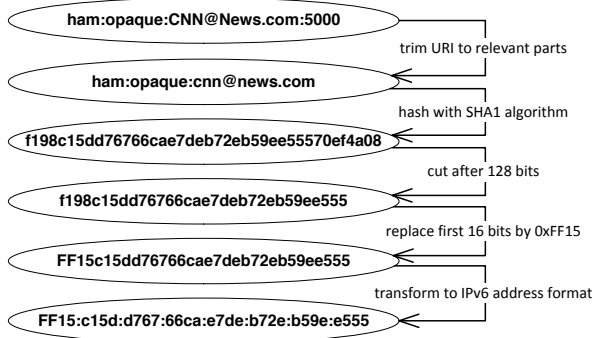 ham:opaque:CNN@News.com:5000
trim URI to relevant parts
ham:opaque:cnn@news.com
hash with SHA1 algorithm
f198c15dd76766cae7deb72eb59ee55570ef4a08
cut after 128 bits
f198c15dd76766cae7deb72eb59ee555
replace first 16 bits by 0xFF15
FF15c15dd76766cae7deb72eb59ee555
transform to IPv6 address format
FF15:c15d:d767:66ca:e7de:b72e:b59e:e555